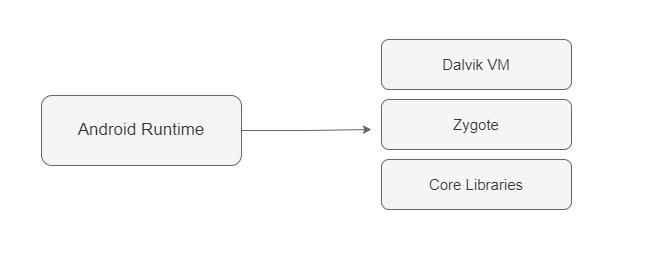 Android Runtime
Dalvik VM
Zygote
Core Libraries